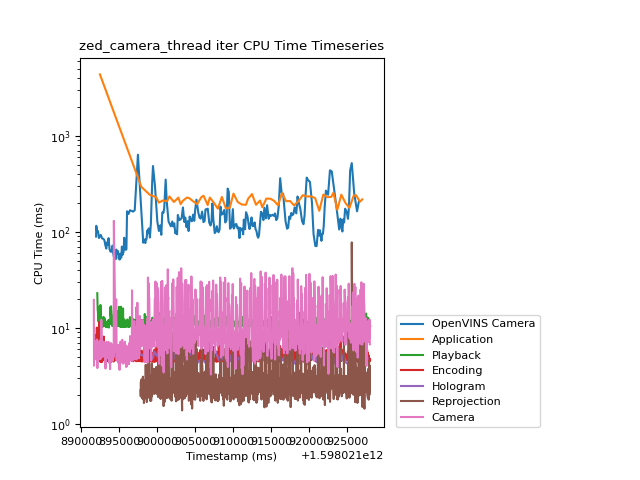 zed_camera_thread iter CPU Time Timeseries
CPU Time (ms)
10³
10²
10¹
10⁰
890000 895000 900000 905000 910000 915000 920000 925000
Timestamp (ms)
+1.598021e12
OpenVINS Camera
Application
Playback
Encoding
Hologram
Reprojection
Camera